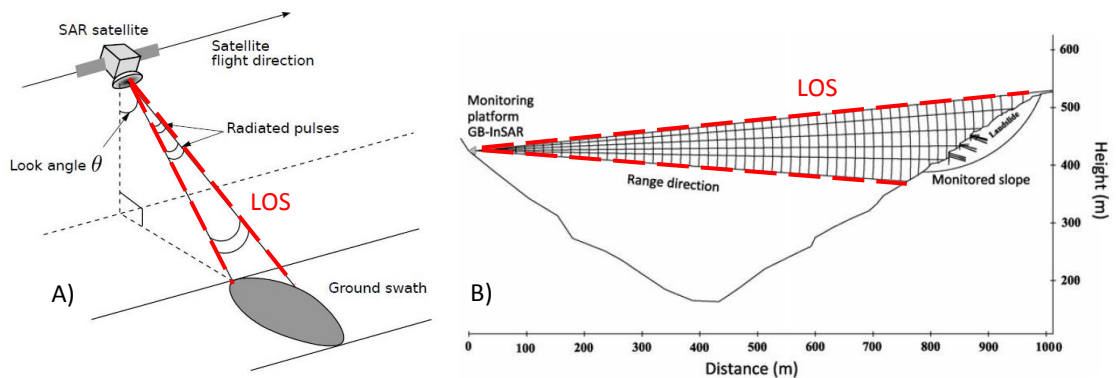 SAR satellite
Satellite
flight direction
Radiated pulses
Look angle θ
LOS
Ground swath
A)
LOS
Monitoring
platform
GB-InSAR
Landslide
Range direction
Monitored slope
B)
600
500
400
300
200
Height (m)
0 100 200 300 400 500 600 700 800 900 1000
Distance (m)